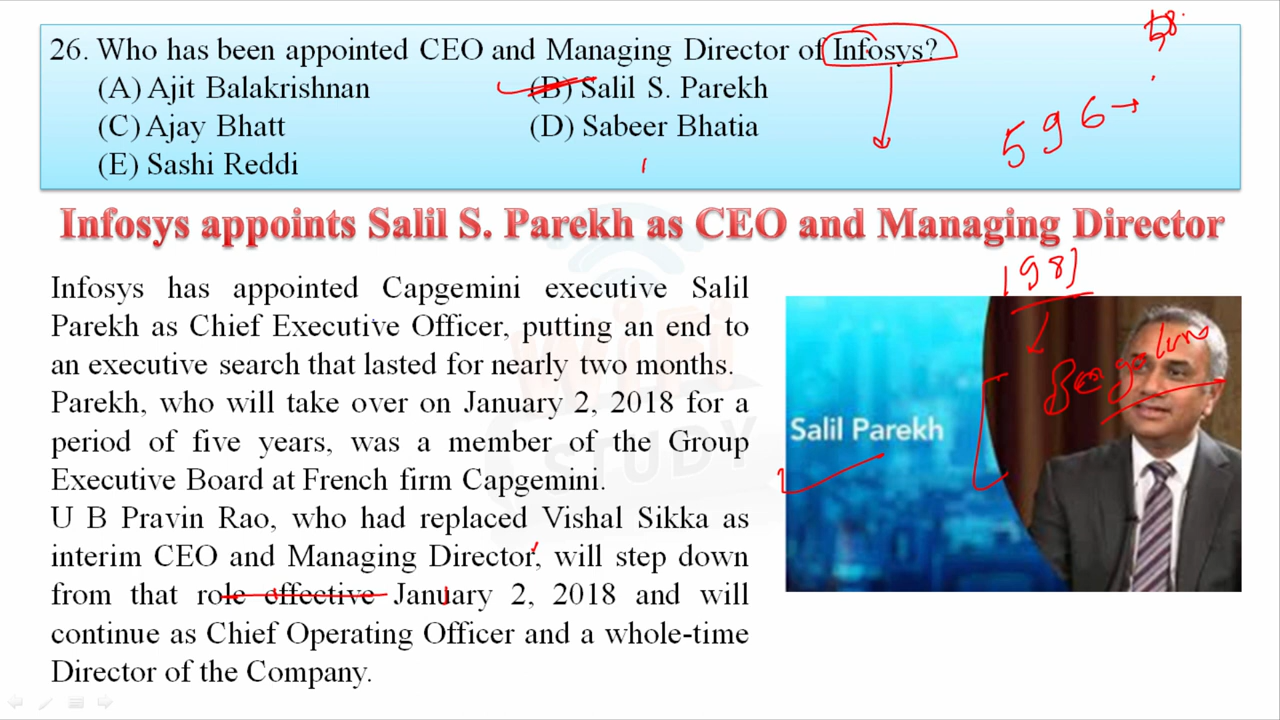 26. Who has been appointed CEO and Managing Director of Infosys?
(A) Ajit Balakrishnan (B) Salil S. Parekh
(C) Ajay Bhatt (D) Sabeer Bhatia
(E) Sashi Reddi
596
Infosys appoints Salil S. Parekh as CEO and Managing Director
Infosys has appointed Capgemini executive Salil
Parekh as Chief Executive Officer, putting an end to
an executive search that lasted for nearly two months.
Parekh, who will take over on January 2, 2018 for a
period of five years, was a member of the Group
Executive Board at French firm Capgemini.
U B Pravin Rao, who had replaced Vishal Sikka as
interim CEO and Managing Director, will step down
from that role effective January 2, 2018 and will
continue as Chief Operating Officer and a whole-time
Director of the Company.
1981
Salil Parekh
WiFi
STUDY